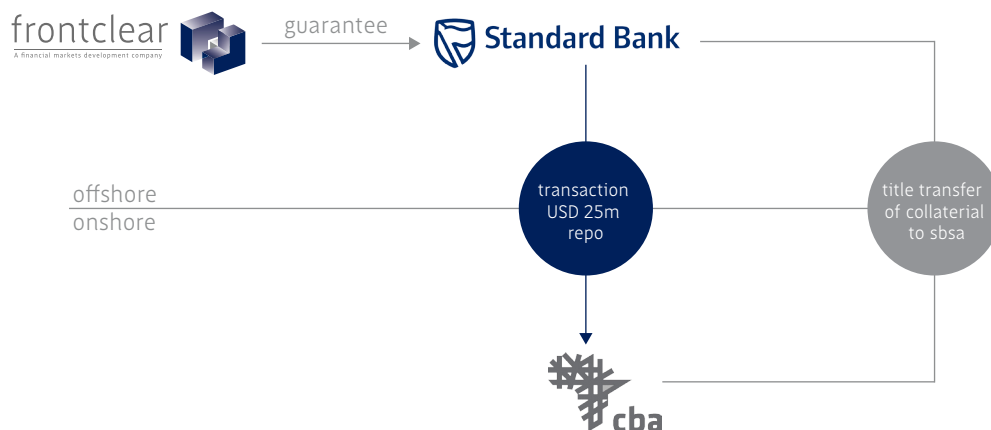 frontclear
A financial markets development company
guarantee
Standard Bank
offshore
onshore
transaction
USD 25m
repo
title transfer
of collaterial
to sbsa
cba